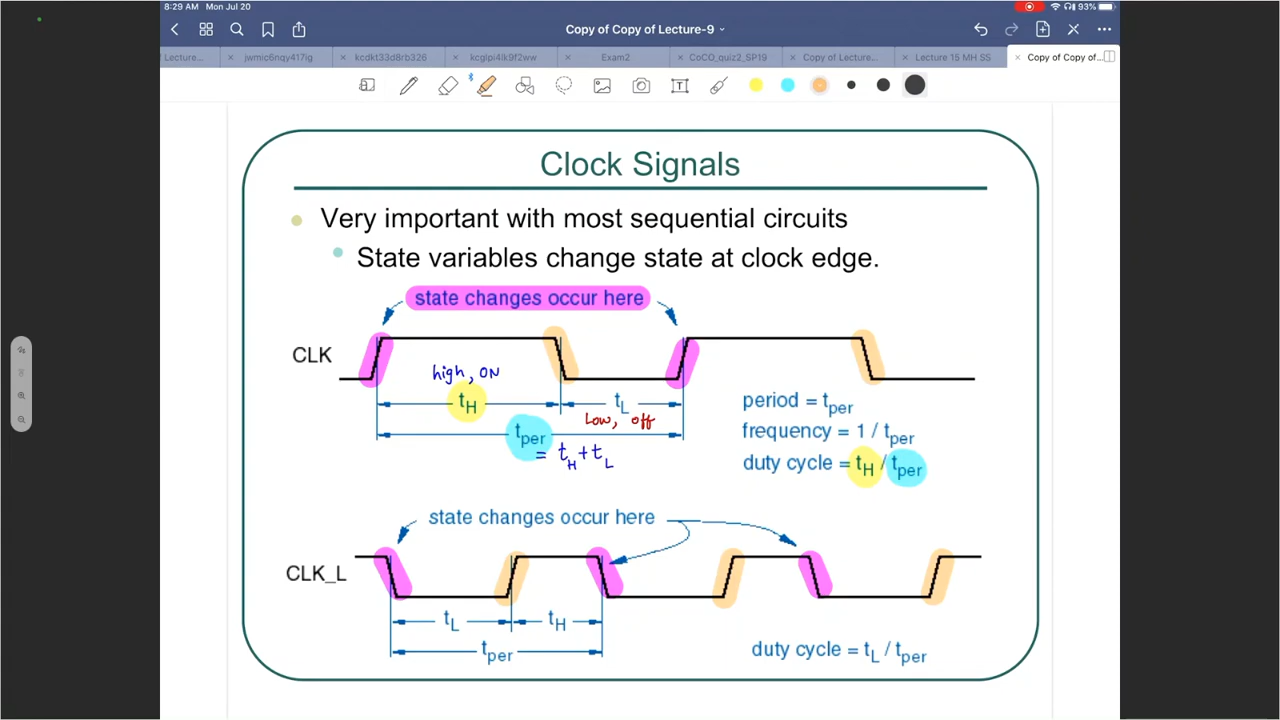 8:29 AM Mon Jul 20
93%
Copy of Copy of Lecture-9
Lecture...
jwmic6nqy417ig
kcdkt33d8rb326
kcglpi4lk9f2ww
Exam2
CoCO_quiz2_SP19
Copy of Lecture...
Lecture 15 MH SS
Copy of Copy of...
T
Clock Signals
Very important with most sequential circuits
State variables change state at clock edge.
state changes occur here
CLK
high, ON
tH
tL
Low, off
tper
= tH + tL
period = tper
frequency = 1 / tper
duty cycle = tH / tper
state changes occur here
CLK_L
tL
tH
tper
duty cycle = tL / tper